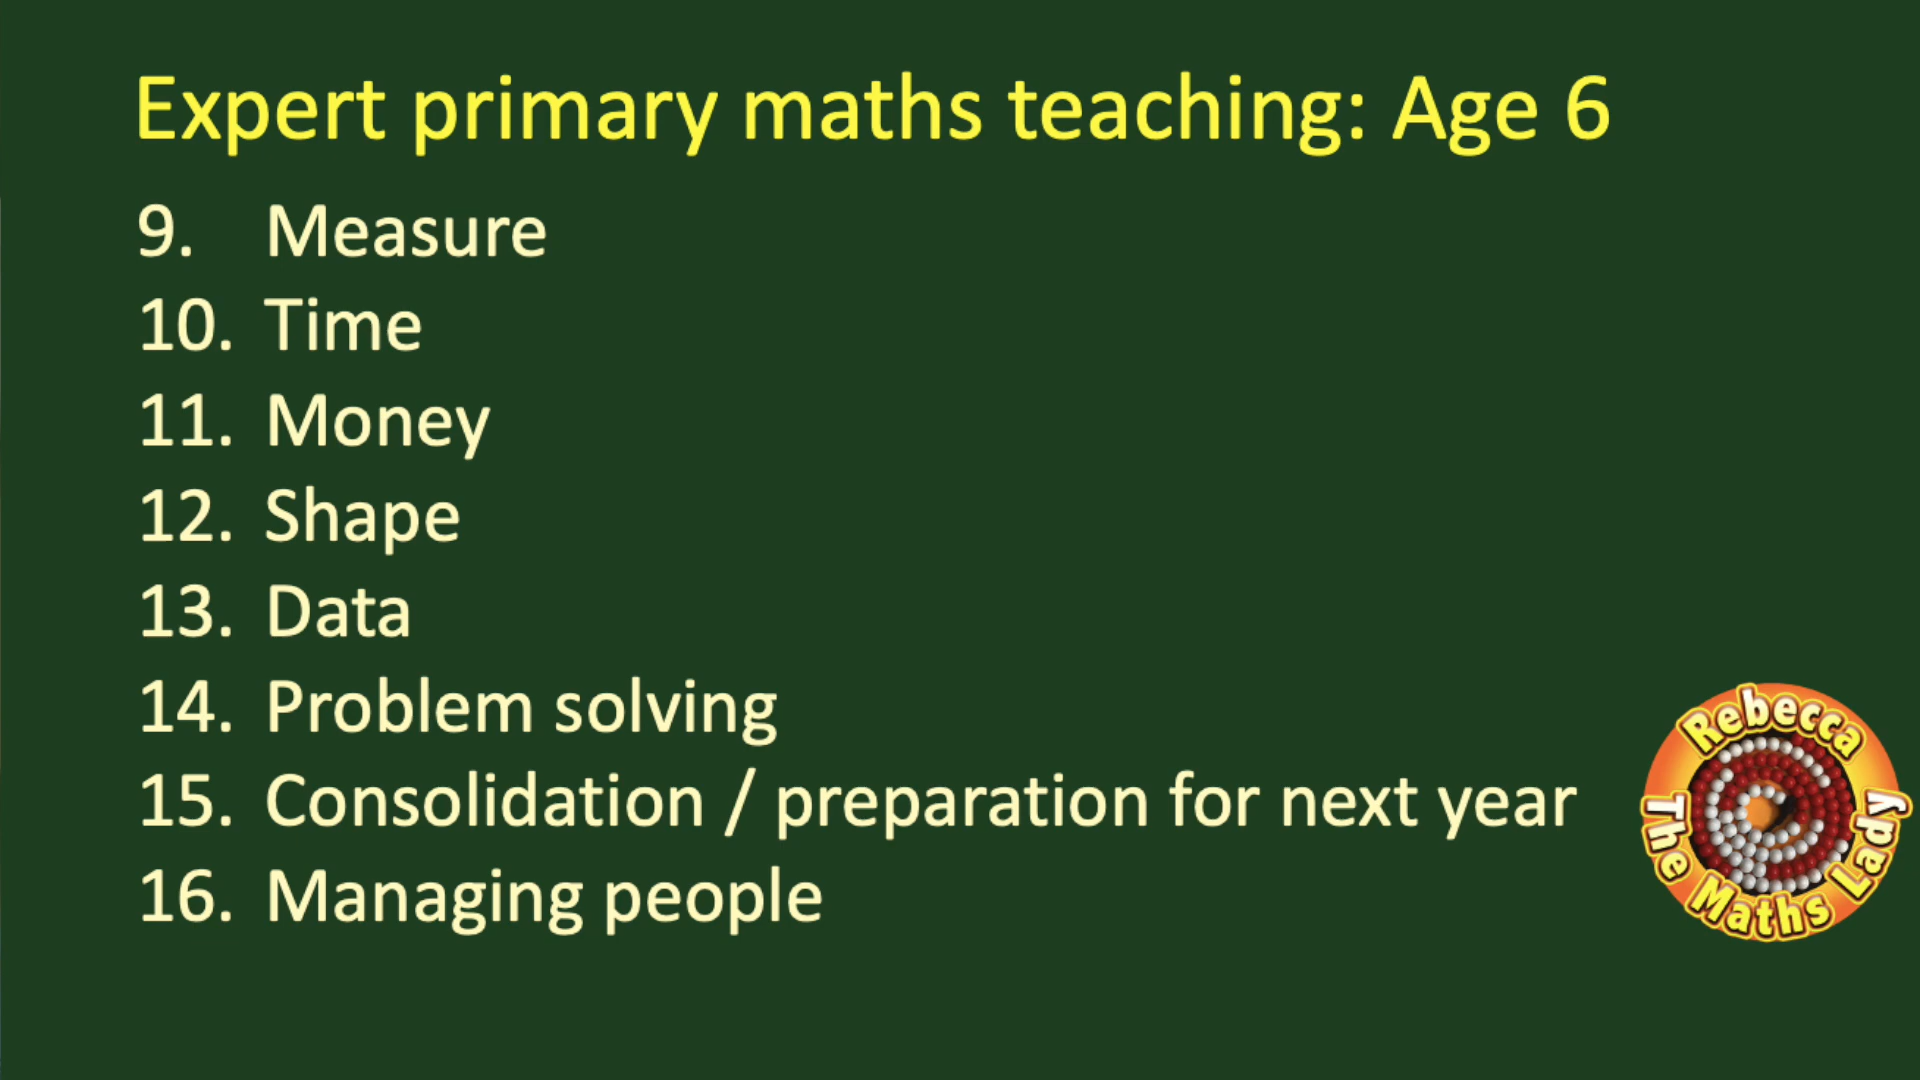 Expert primary maths teaching: Age 6
9. Measure
10. Time
11. Money
12. Shape
13. Data
14. Problem solving
15. Consolidation / preparation for next year
16. Managing people
Rebecca
The Maths Lady